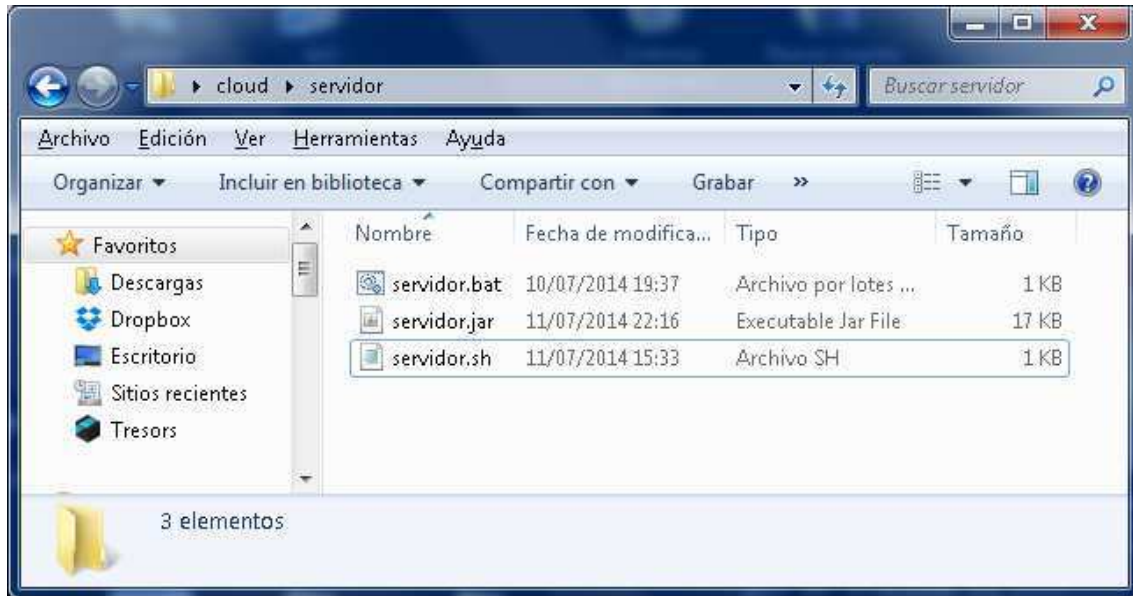 cloud servidor Buscar servidor
Archivo Edición Ver Herramientas Ayuda
Organizar Incluir en biblioteca Compartir con Grabar »
Favoritos
Descargas
Dropbox
Escritorio
Sitios recientes
Tresors
Nombre Fecha de modifica... Tipo Tamaño
servidor.bat 10/07/2014 19:37 Archivo por lotes ... 1 KB
servidor.jar 11/07/2014 22:16 Executable Jar File 17 KB
servidor.sh 11/07/2014 15:33 Archivo SH 1 KB
3 elementos